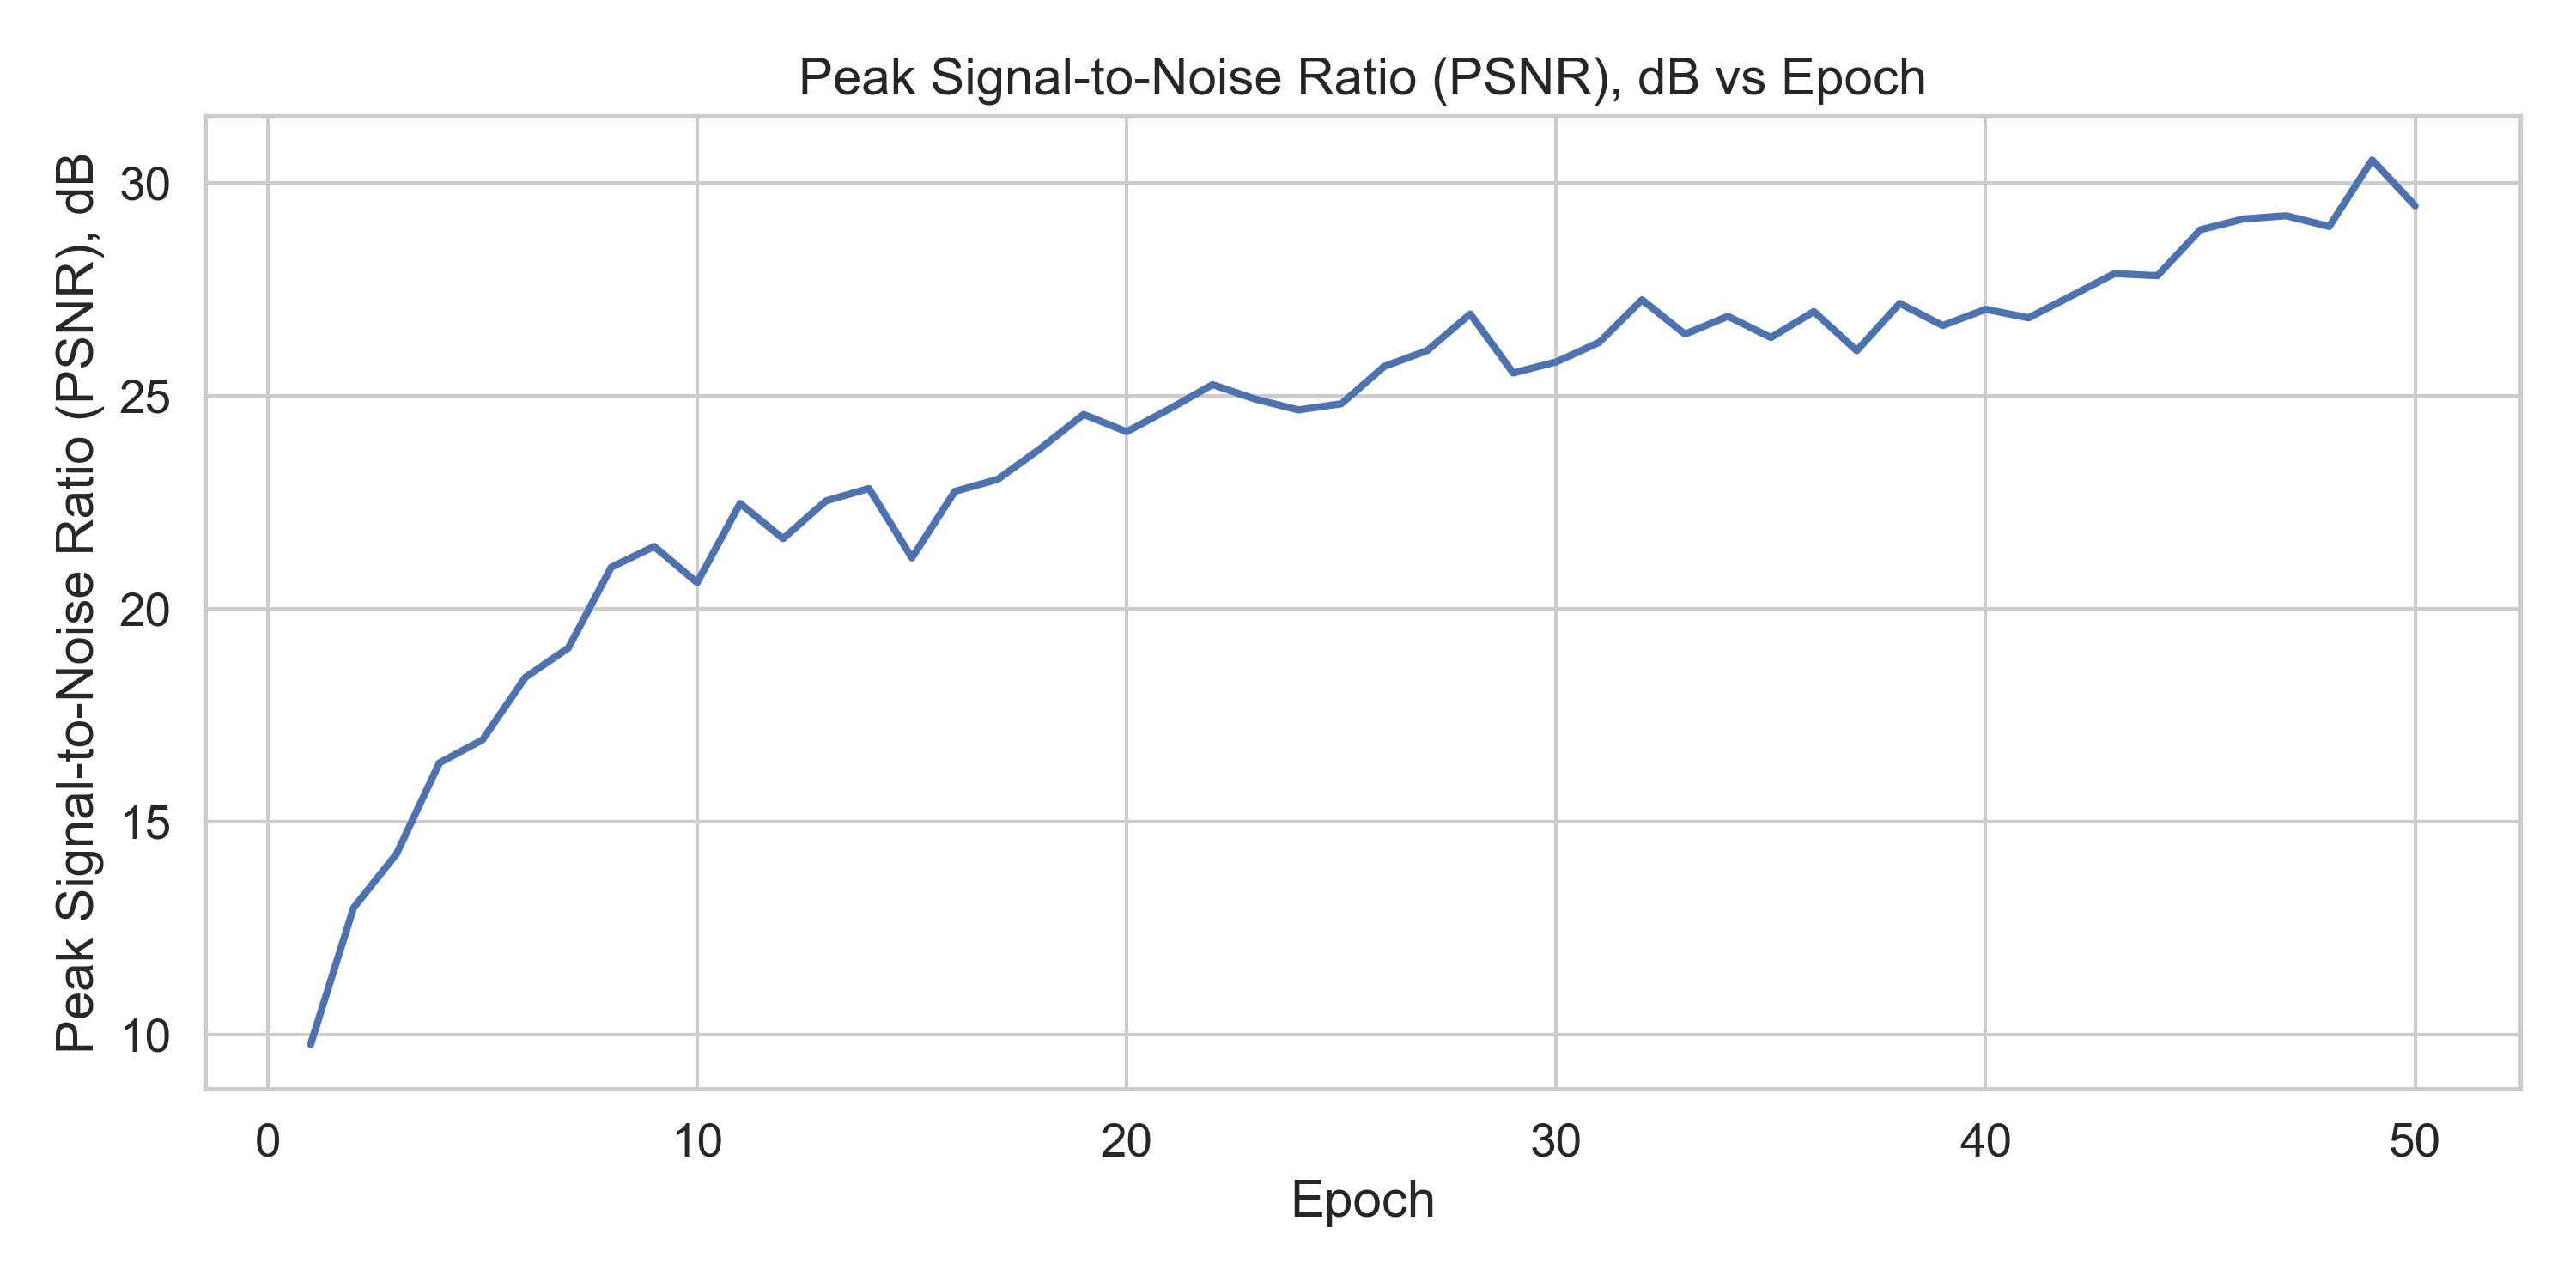 Peak Signal-to-Noise Ratio (PSNR), dB vs Epoch
Peak Signal-to-Noise Ratio (PSNR), dB
30
25
20
15
10
0 10 20 30 40 50
Epoch